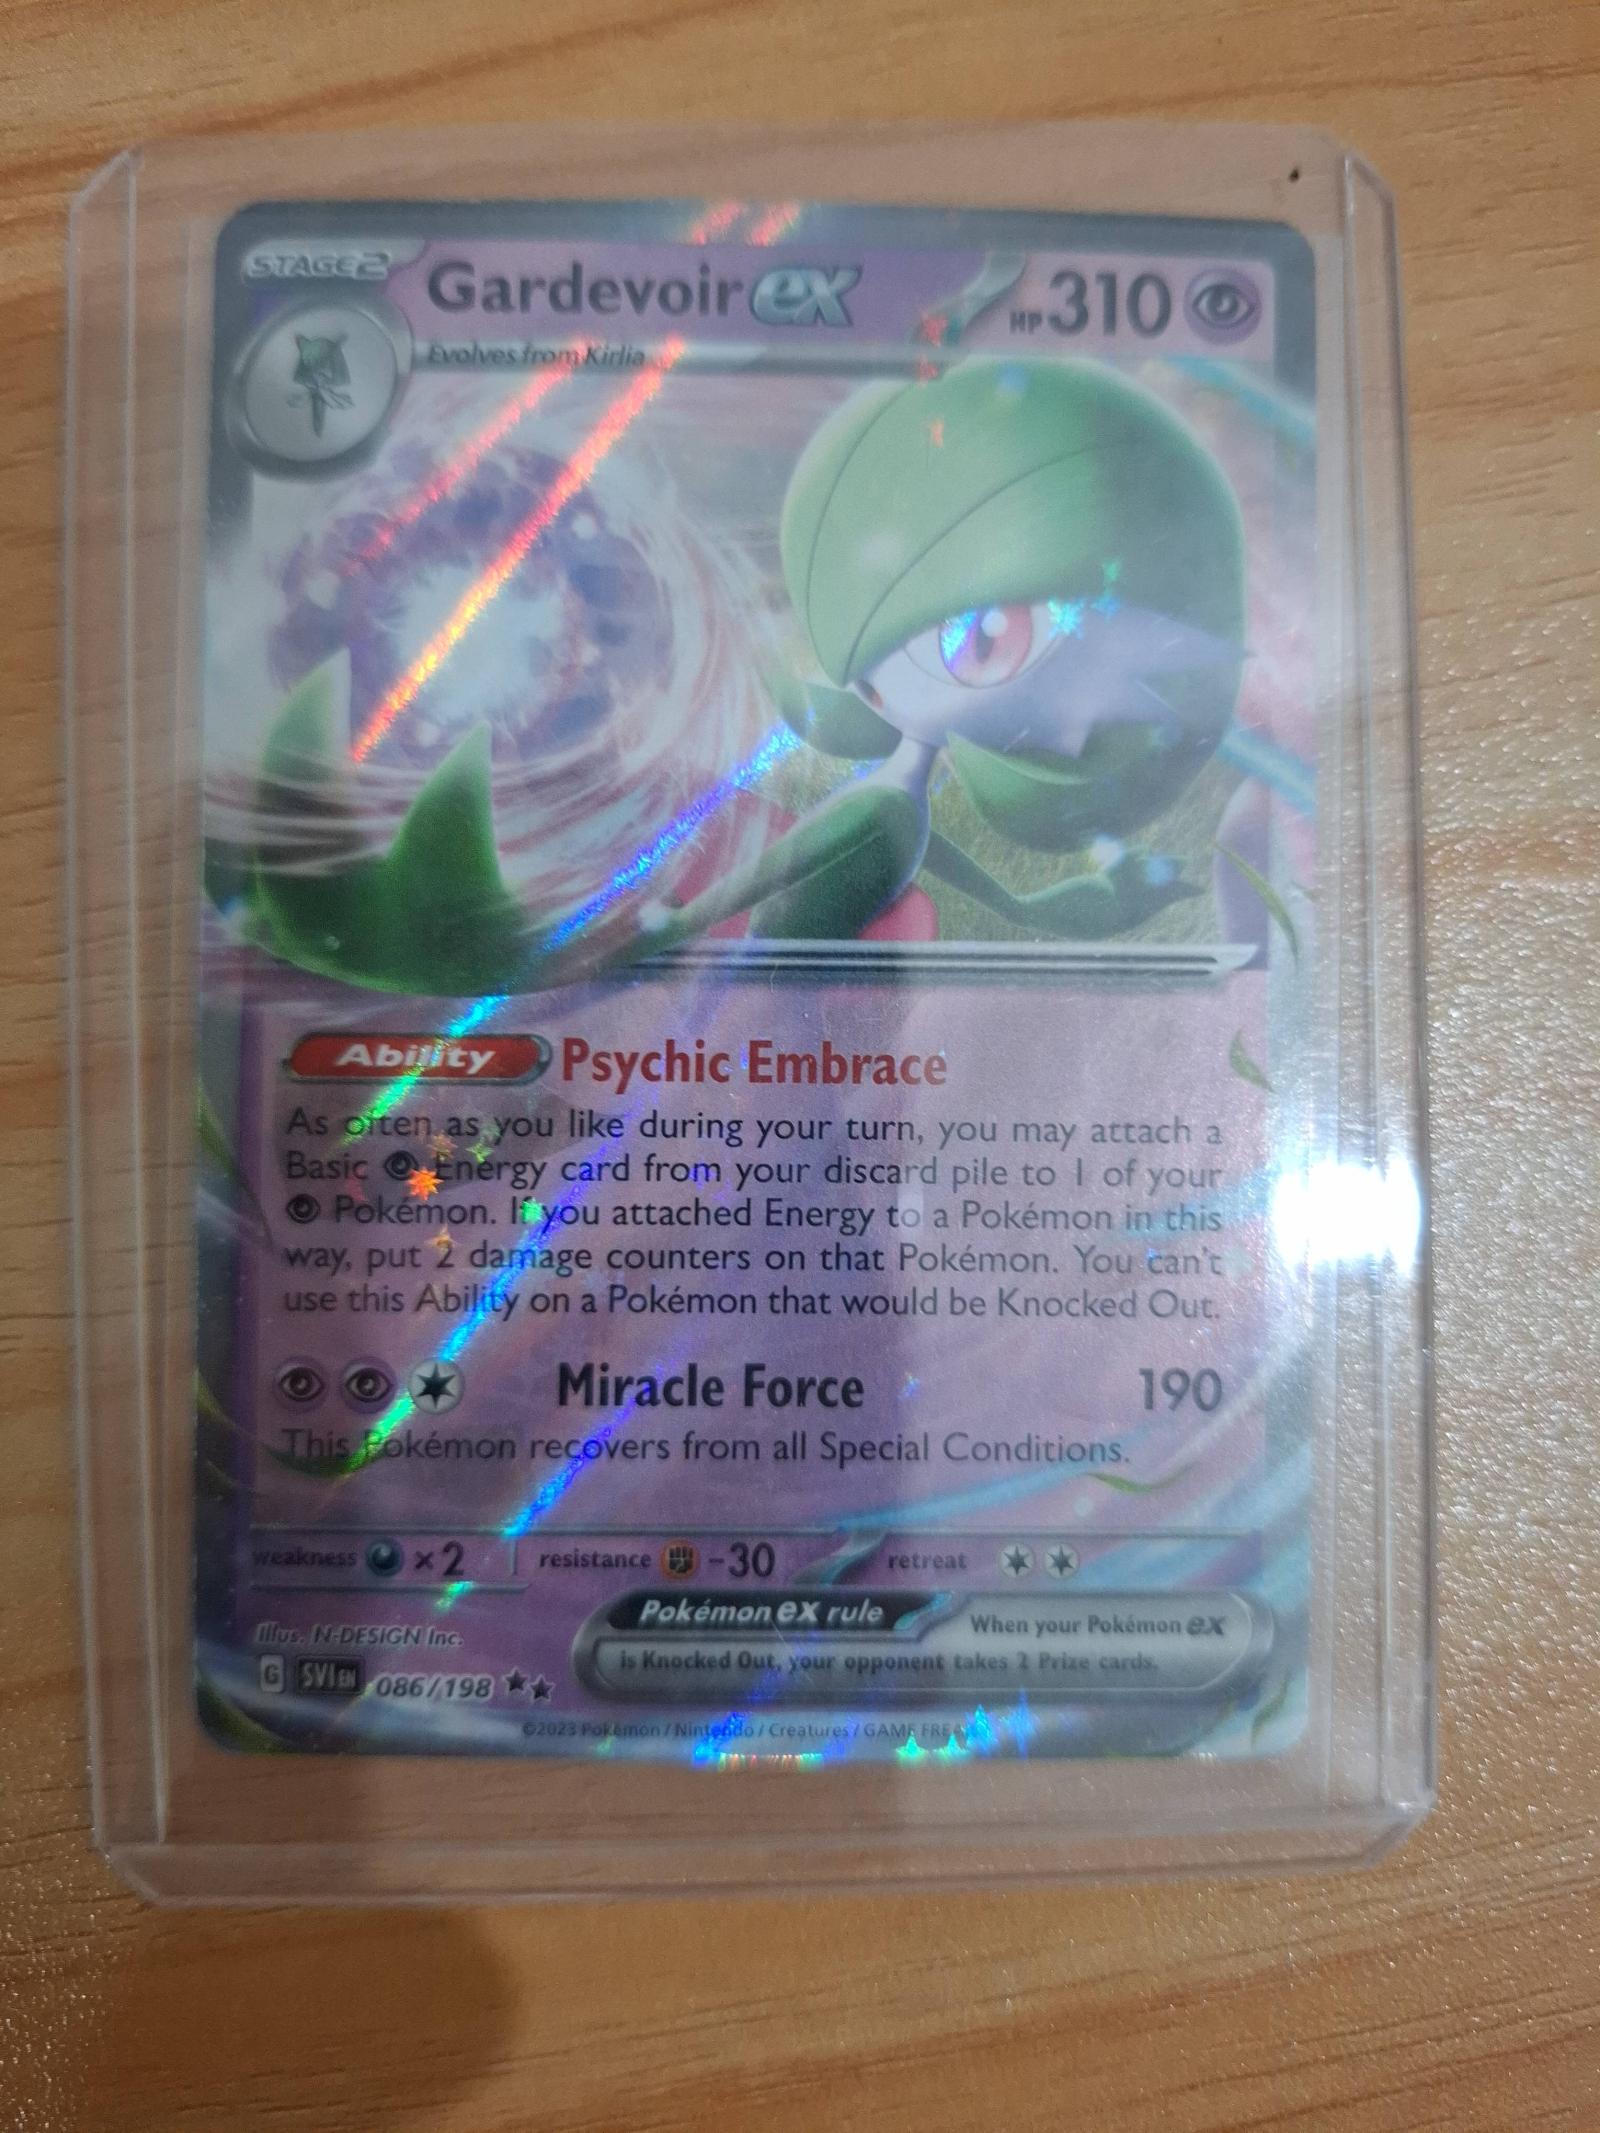 STAGE 2 Gardevoir ex HP 310
Evolves from Kirlia
Ability Psychic Embrace
As often as you like during your turn, you may attach a
Basic Energy card from your discard pile to 1 of your
Pokémon. If you attached Energy to a Pokémon in this
way, put 2 damage counters on that Pokémon. You can't
use this Ability on a Pokémon that would be Knocked Out.
Miracle Force 190
This Pokémon recovers from all Special Conditions.
weakness ×2 resistance -30 retreat
Pokémon ex rule When your Pokémon ex
is Knocked Out, your opponent takes 2 Prize cards.
Illus. N-DESIGN Inc.
G SVI EN 086/198 ★★
©2023 Pokémon / Nintendo / Creatures / GAME FREAK